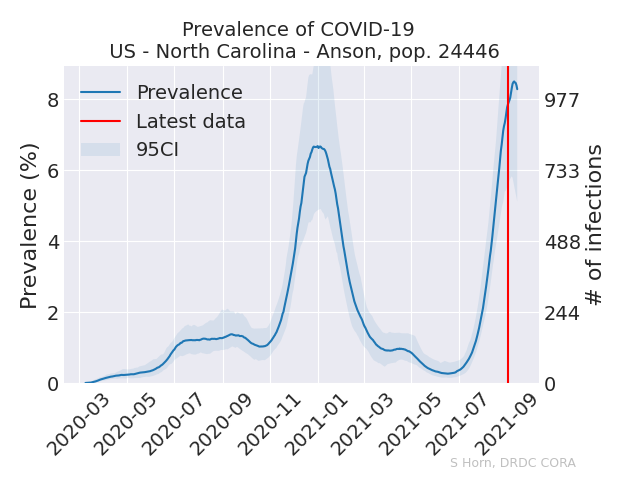 Prevalence of COVID-19
US - North Carolina - Anson, pop. 24446
Prevalence
Latest data
95CI
Prevalence (%)
8
6
4
2
0
977
733
488
244
0
# of infections
2020-03
2020-05
2020-07
2020-09
2020-11
2021-01
2021-03
2021-05
2021-07
2021-09
S Horn, DRDC CORA